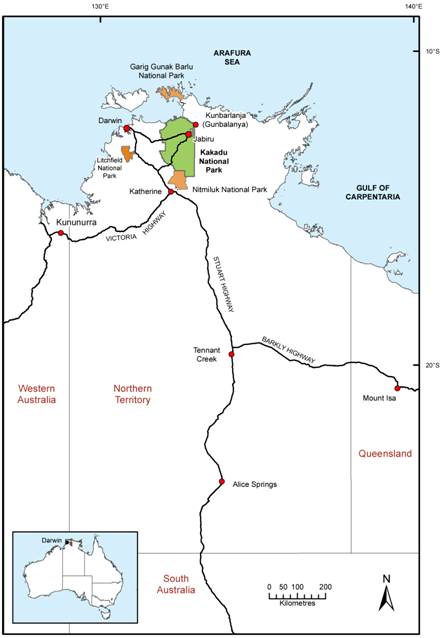 130°E
140°E
10°S
ARAFURA
SEA
Garig Gunak Barlu
National Park
Kunbarlanja
(Gunbalanya)
Darwin
Jabiru
Litchfield
National
Park
Kakadu
National
Park
Katherine
Nitmiluk National Park
GULF OF
CARPENTARIA
Kununurra
VICTORIA
HIGHWAY
STUART HIGHWAY
BARKLY HIGHWAY
Tennant
Creek
20°S
Western
Australia
Northern
Territory
Mount Isa
Queensland
Alice Springs
Darwin
South
Australia
0 50 100 200
Kilometres
N